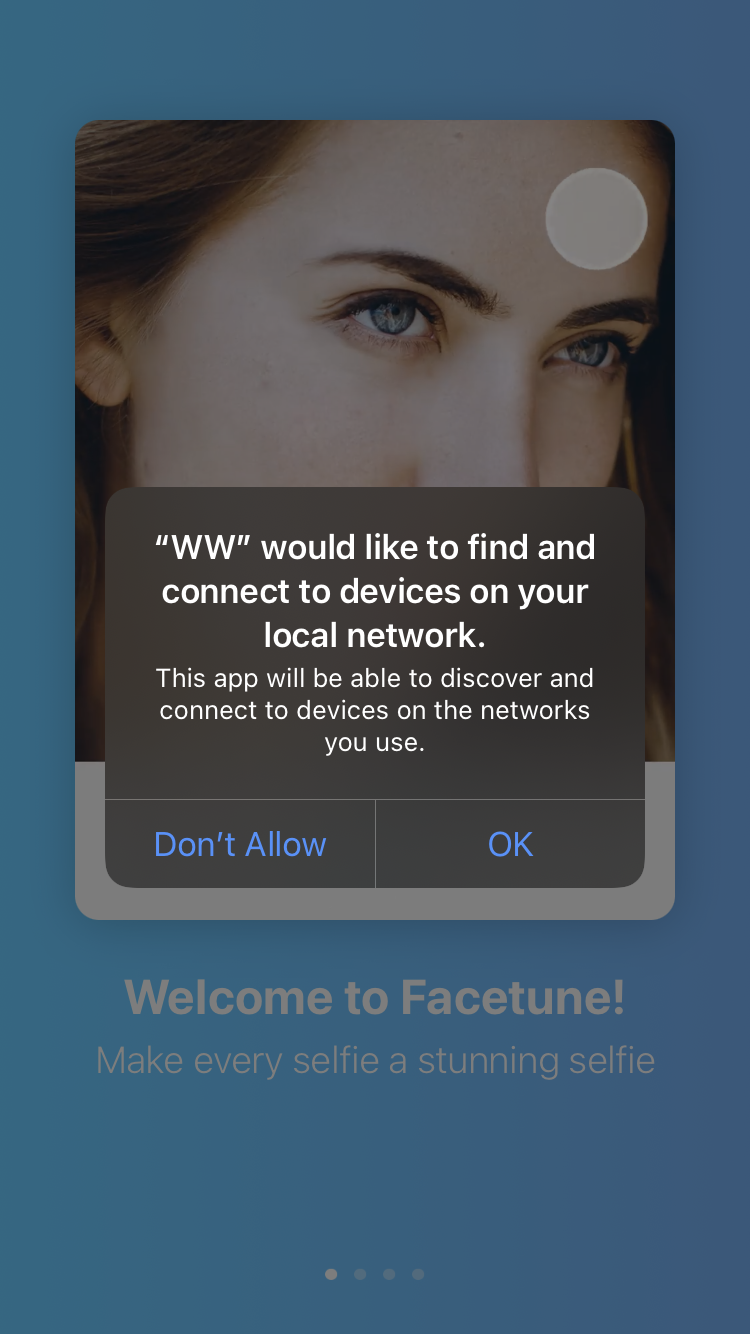 “WW” would like to find and
connect to devices on your
local network.
This app will be able to discover and
connect to devices on the networks
you use.
Don’t Allow
OK
Welcome to Facetune!
Make every selfie a stunning selfie